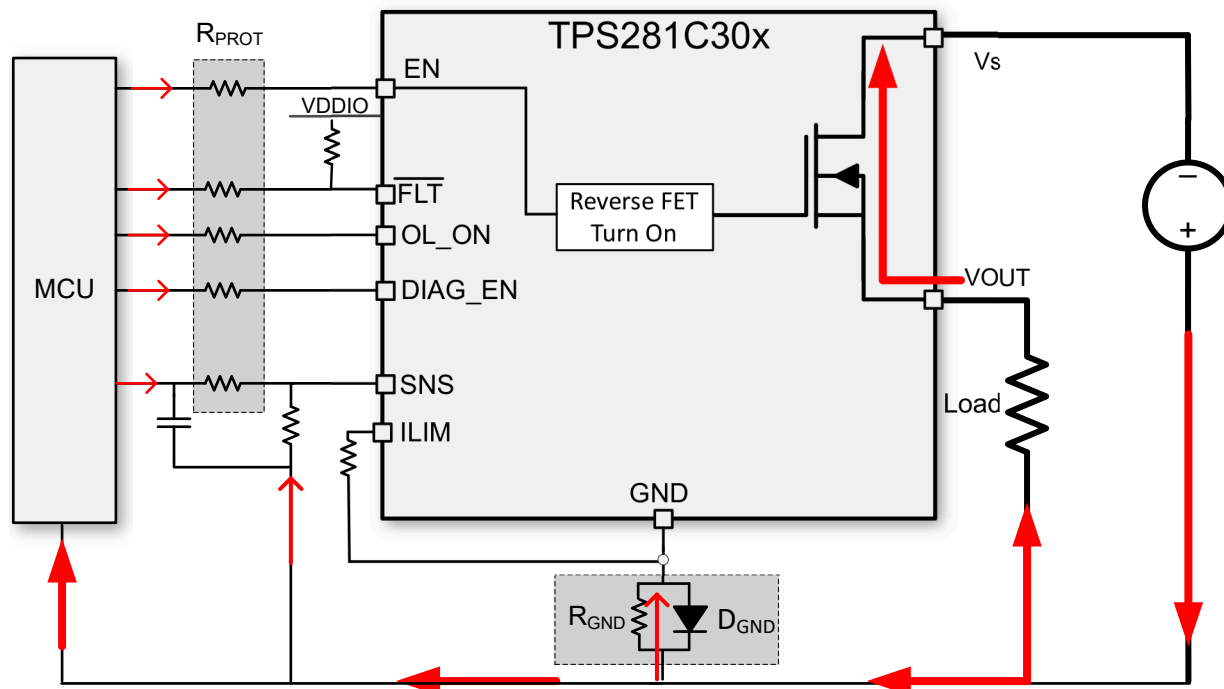 TPS281C30x
RPROT
EN
Vs
VDDIO
FLT
Reverse FET
Turn On
−
+
OL_ON
MCU
DIAG_EN
VOUT
SNS
Load
ILIM
GND
RGND
DGND